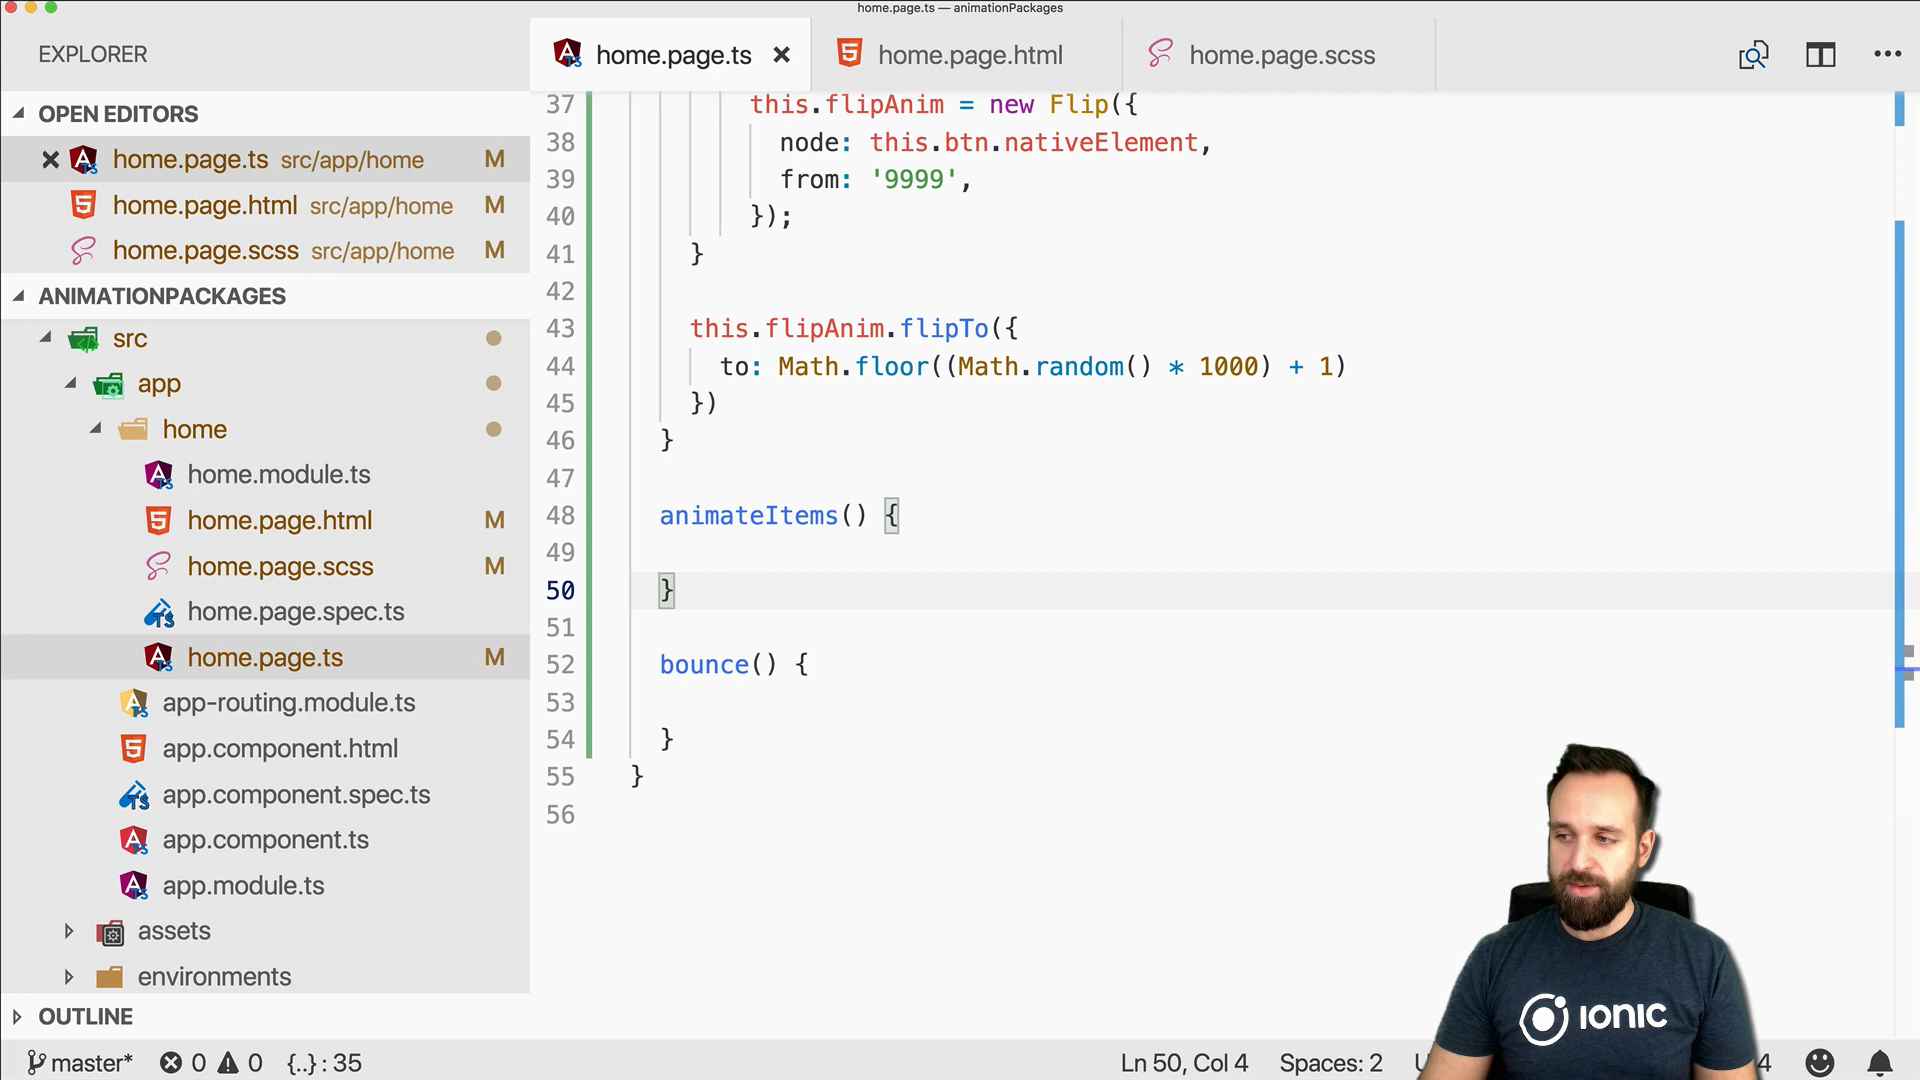 home.page.ts — animationPackages
EXPLORER
home.page.ts
home.page.html
home.page.scss
OPEN EDITORS
home.page.ts src/app/home M
home.page.html src/app/home M
home.page.scss src/app/home M
ANIMATIONPACKAGES
src
app
home
home.module.ts
home.page.html M
home.page.scss M
home.page.spec.ts
home.page.ts M
app-routing.module.ts
app.component.html
app.component.spec.ts
app.component.ts
app.module.ts
assets
environments
OUTLINE
37 this.flipAnim = new Flip({
38 node: this.btn.nativeElement,
39 from: '9999',
40 });
41 }
42
43 this.flipAnim.flipTo({
44 to: Math.floor((Math.random() * 1000) + 1)
45 })
46 }
47
48 animateItems() {
49
50 }
51
52 bounce() {
53
54 }
55 }
56
IONIC
master* 0 0 {..} : 35
Ln 50, Col 4 Spaces: 2